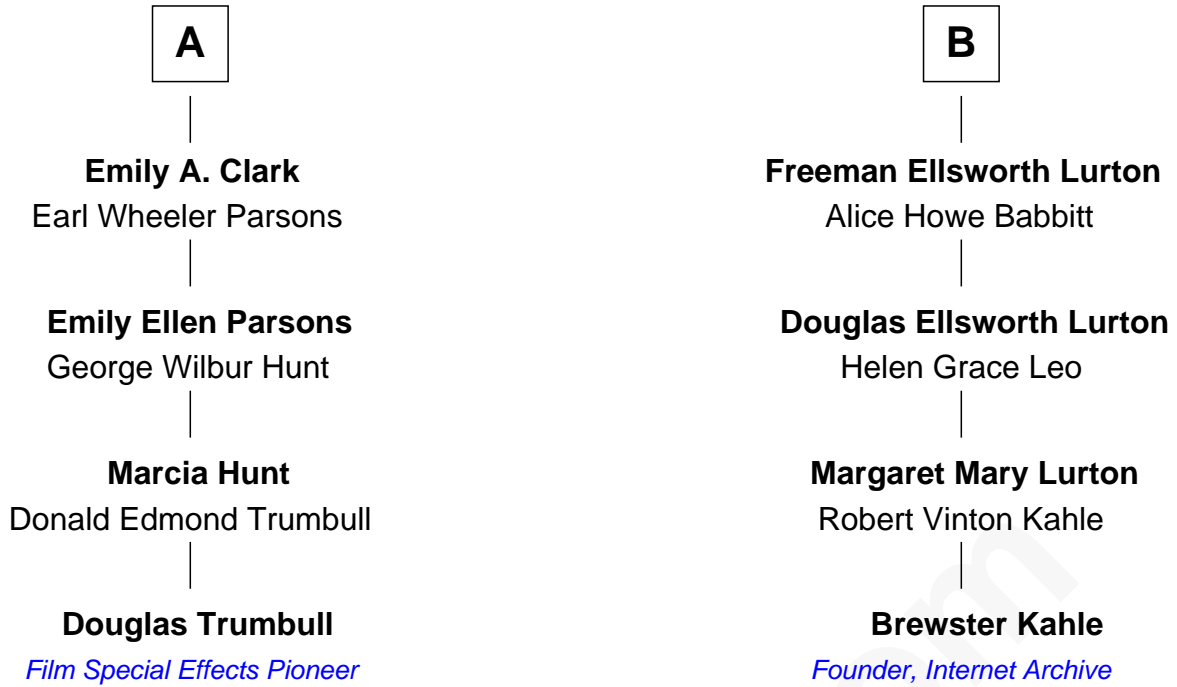 A
Emily A. Clark
Earl Wheeler Parsons
Emily Ellen Parsons
George Wilbur Hunt
Marcia Hunt
Donald Edmond Trumbull
Douglas Trumbull
Film Special Effects Pioneer
B
Freeman Ellsworth Lurton
Alice Howe Babbitt
Douglas Ellsworth Lurton
Helen Grace Leo
Margaret Mary Lurton
Robert Vinton Kahle
Brewster Kahle
Founder, Internet Archive